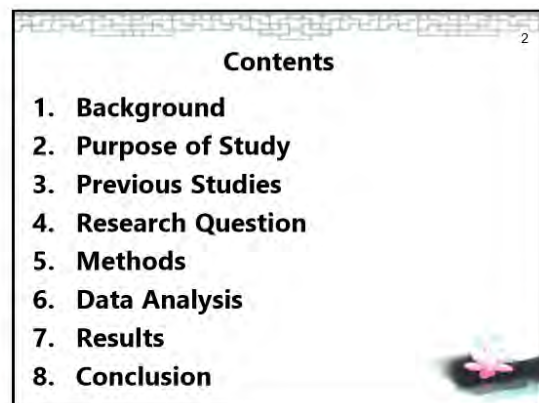 2
Contents
1. Background
2. Purpose of Study
3. Previous Studies
4. Research Question
5. Methods
6. Data Analysis
7. Results
8. Conclusion